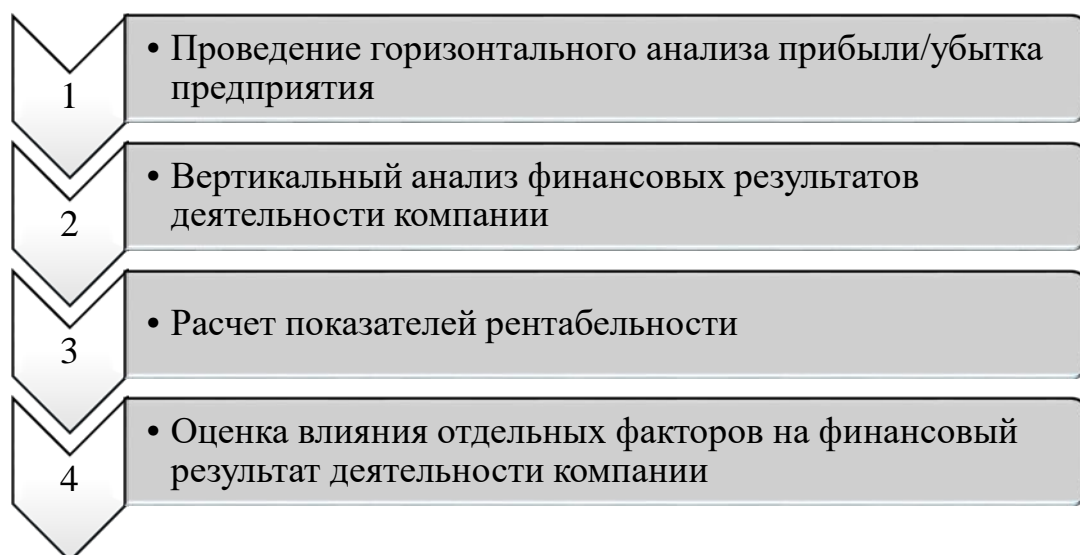 1
• Проведение горизонтального анализа прибыли/убытка
предприятия
2
• Вертикальный анализ финансовых результатов
деятельности компании
3
• Расчет показателей рентабельности
4
• Оценка влияния отдельных факторов на финансовый
результат деятельности компании